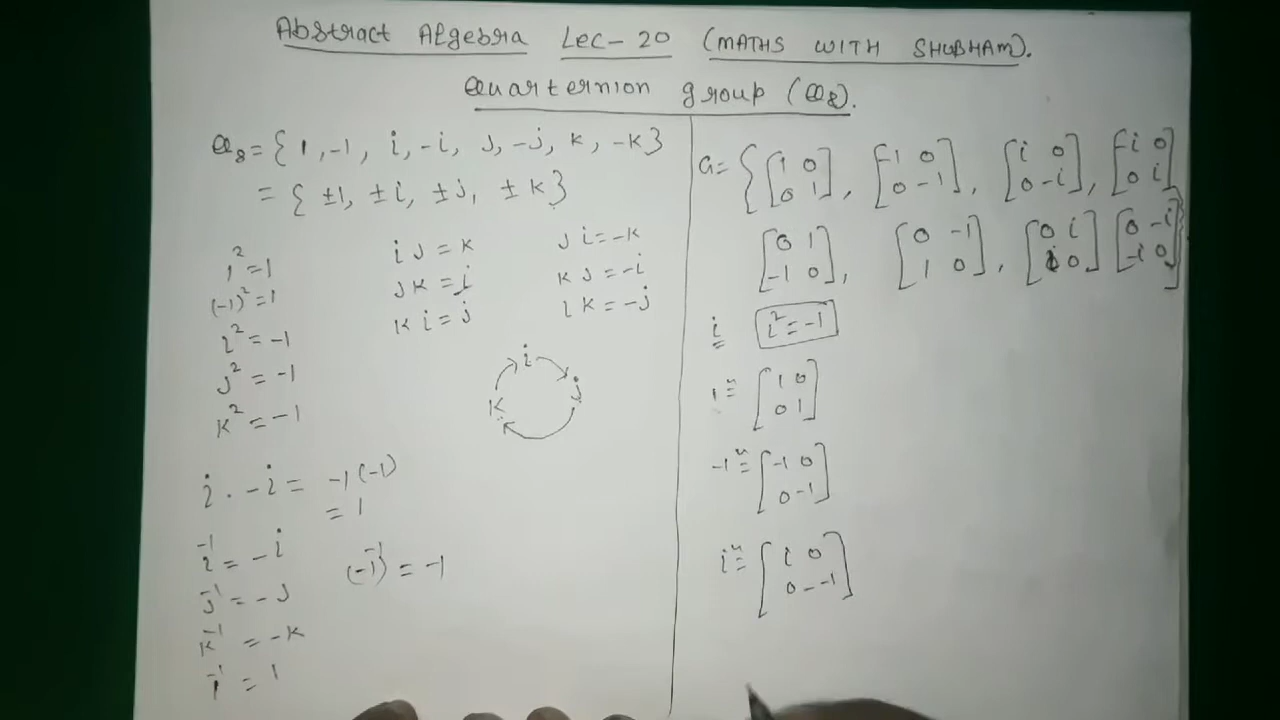 Abstract Algebra Lec-20 (MATHS WITH SHUBHAM).
Quarternion group (Q8).
Q8 = { 1, -1, i, -i, j, -j, k, -k }
= { ±1, ±i, ±j, ±k }
1² = 1
(-1)² = 1
i² = -1
j² = -1
k² = -1
ij = k
jk = i
ki = j
ji = -k
kj = -i
ik = -j
i
j
k
i . -i = -1(-1)
= 1
i⁻¹ = -i
(-1)⁻¹ = -1
j⁻¹ = -j
k⁻¹ = -k
1⁻¹ = 1
G = { [1 0
0 1], [-1 0
0 -1], [i 0
0 -i], [-i 0
0 i]
[0 1
-1 0], [0 -1
1 0], [0 i
i 0] [0 -i
-i 0] }
i i² = -1
1 ≅ [1 0
0 1]
-1 ≅ [-1 0
0 -1]
i ≅ [i 0
0 -i]